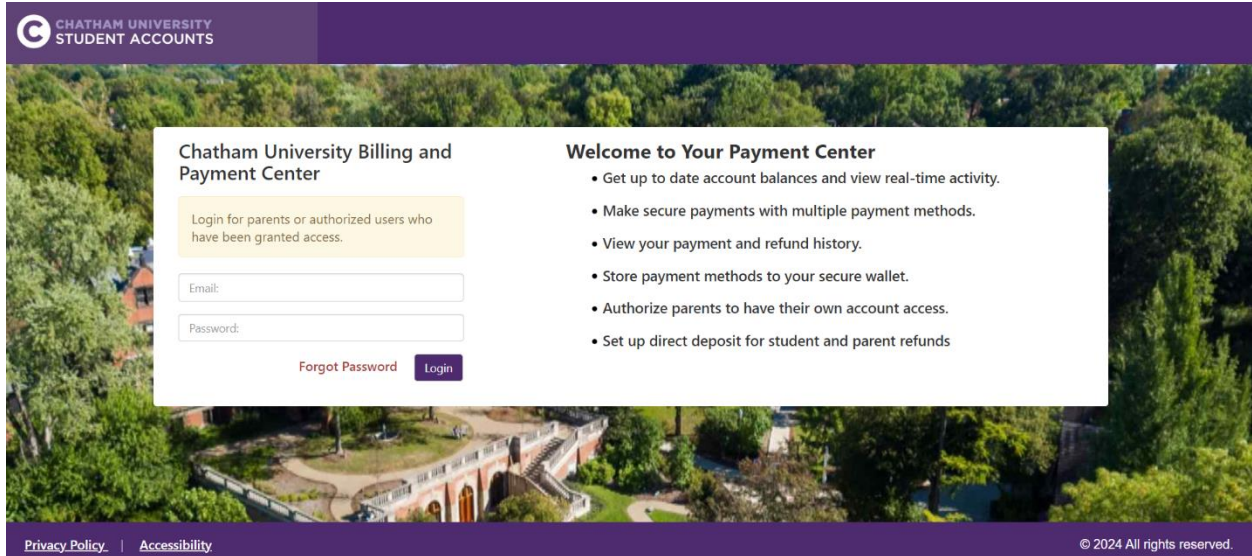 CHATHAM UNIVERSITY
STUDENT ACCOUNTS
Chatham University Billing and
Payment Center
Login for parents or authorized users who
have been granted access.
Email:
Password:
Forgot Password
Login
Welcome to Your Payment Center
• Get up to date account balances and view real-time activity.
• Make secure payments with multiple payment methods.
• View your payment and refund history.
• Store payment methods to your secure wallet.
• Authorize parents to have their own account access.
• Set up direct deposit for student and parent refunds
Privacy Policy | Accessibility
© 2024 All rights reserved.